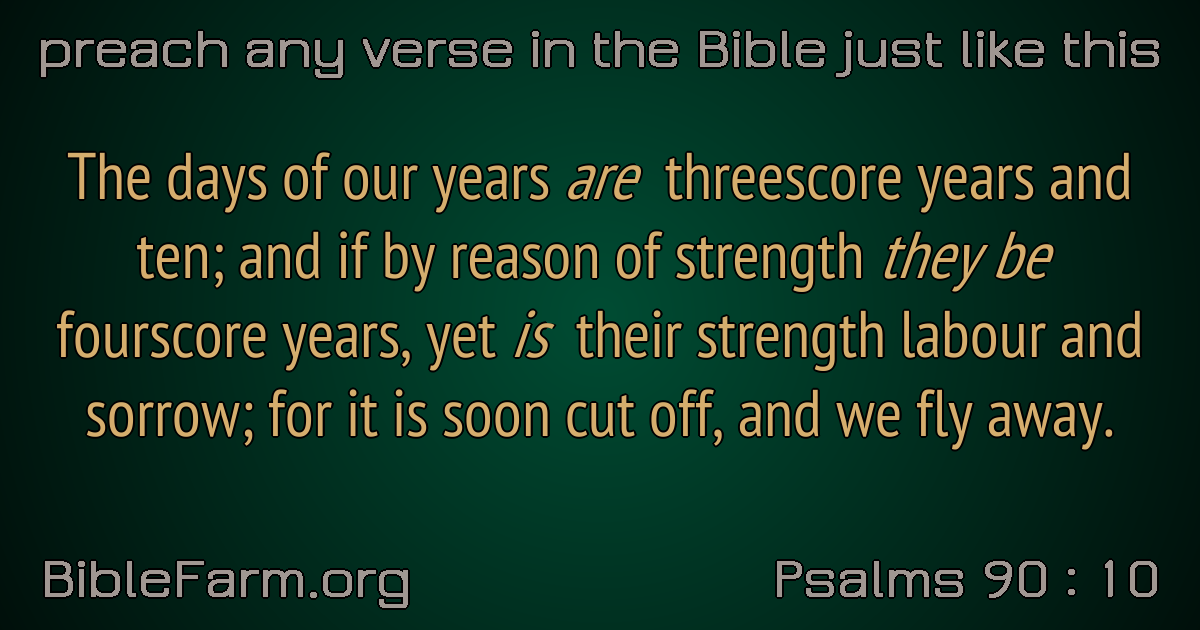 preach any verse in the Bible just like this
The days of our years are threescore years and
ten; and if by reason of strength they be
fourscore years, yet is their strength labour and
sorrow; for it is soon cut off, and we fly away.
BibleFarm.org
Psalms 90 : 10